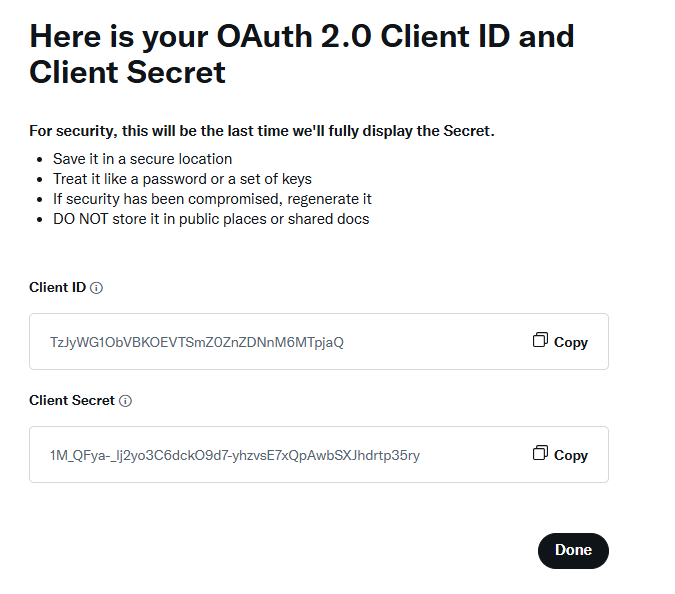 Here is your OAuth 2.0 Client ID and
Client Secret
For security, this will be the last time we'll fully display the Secret.
• Save it in a secure location
• Treat it like a password or a set of keys
• If security has been compromised, regenerate it
• DO NOT store it in public places or shared docs
Client ID
TzJyWG1ObVBKOEVTSmZ0ZnZDNnM6MTpjaQ
Copy
Client Secret
1M_QFya-_lj2yo3C6dckO9d7-yhzvsE7xQpAwbSXJhdrtp35ry
Copy
Done